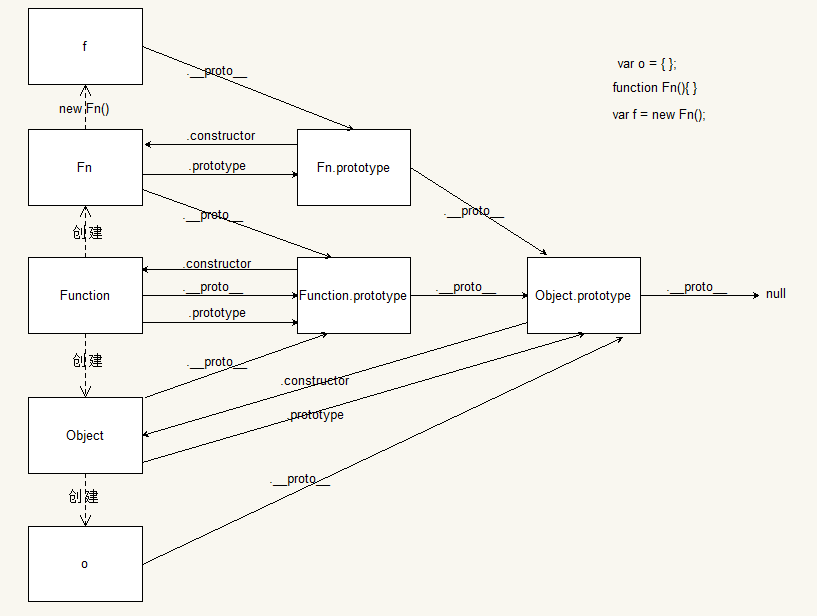 f
.__proto__
var o = { };
function Fn(){ }
var f = new Fn();
new Fn()
.constructor
Fn
.prototype
Fn.prototype
.__proto__
.__proto__
创建
.constructor
Function
.__proto__
Function.prototype
.__proto__
Object.prototype
.__proto__
null
.prototype
创建
.__proto__
.constructor
.prototype
Object
创建
.__proto__
o